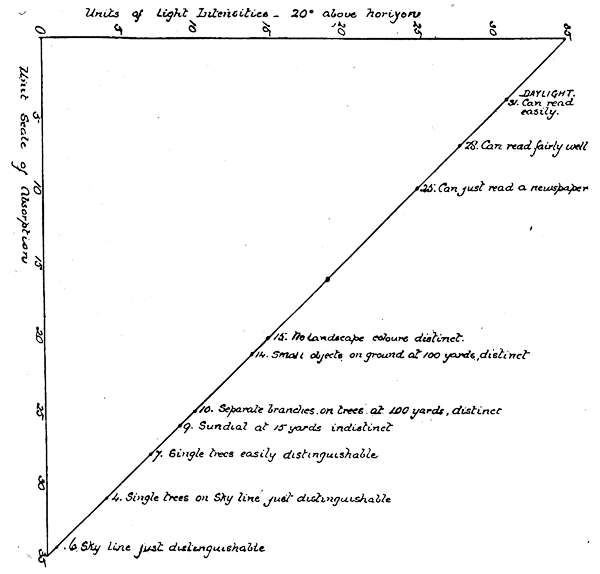 Units of Light Intensities - 20° above horizon
0 5 10 15 20 25 30 35
DAYLIGHT.
31. Can read
easily.
5
28. Can read fairly well
10
25. Can just read a newspaper
Unit Scale of Absorption
15
20
15. No Landscape colours distinct.
14. Small objects on ground at 100 yards, distinct
25
10. Separate branches on trees at 100 yards, distinct
9. Sundial at 15 yards indistinct
7. Single trees easily distinguishable
30
4. Single trees on Sky line just distinguishable
35
.6. Sky line just distinguishable